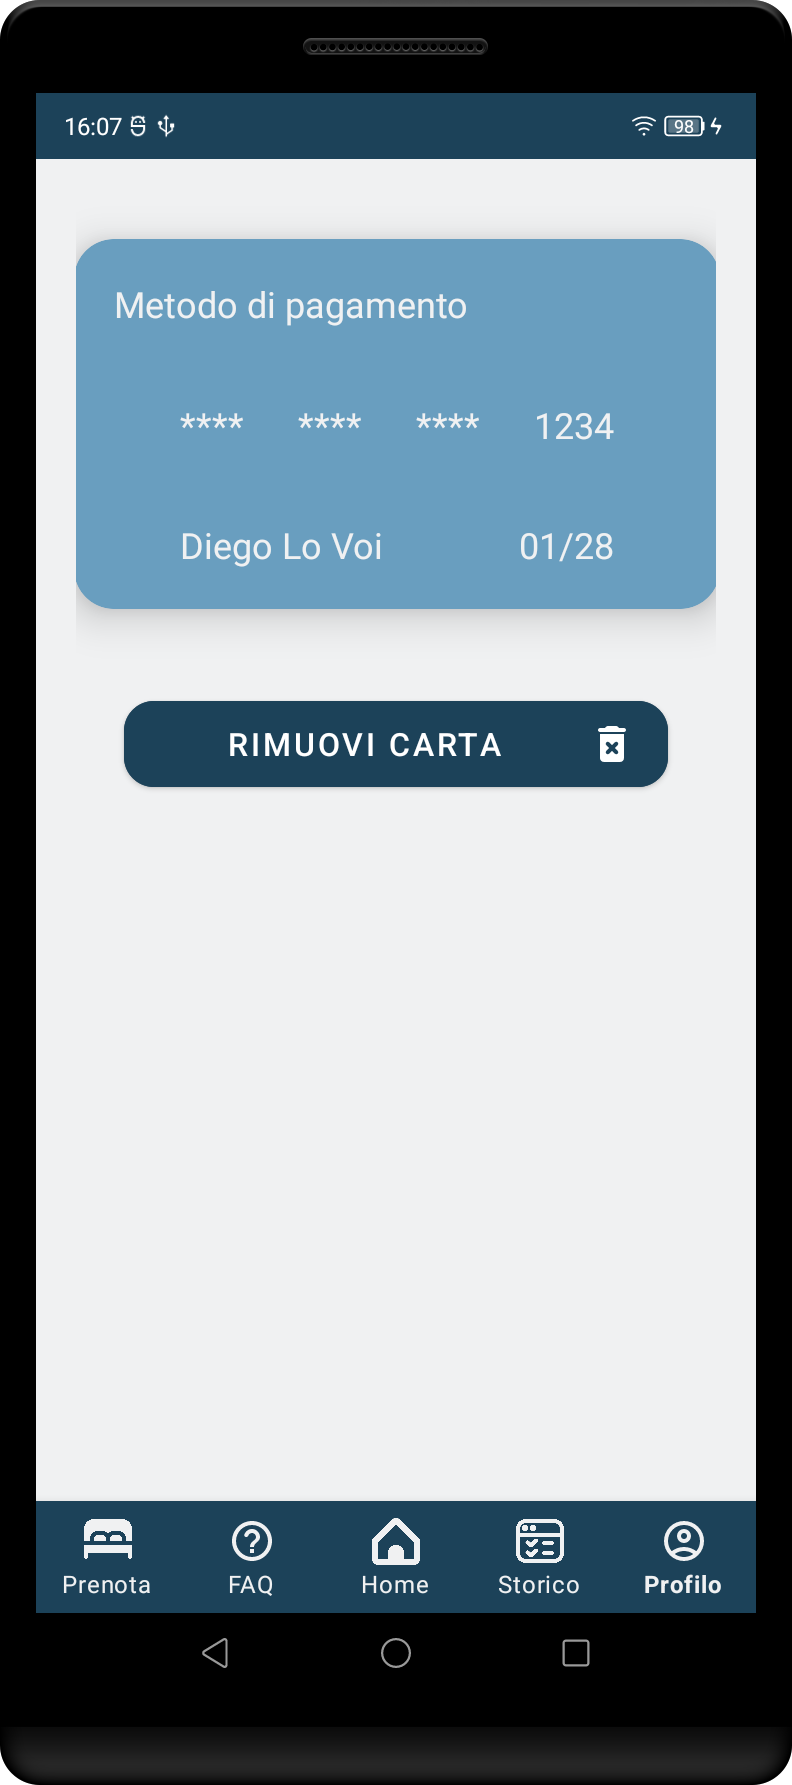 16:07 98
Metodo di pagamento
**** **** **** 1234
Diego Lo Voi 01/28
RIMUOVI CARTA
Prenota FAQ Home Storico Profilo